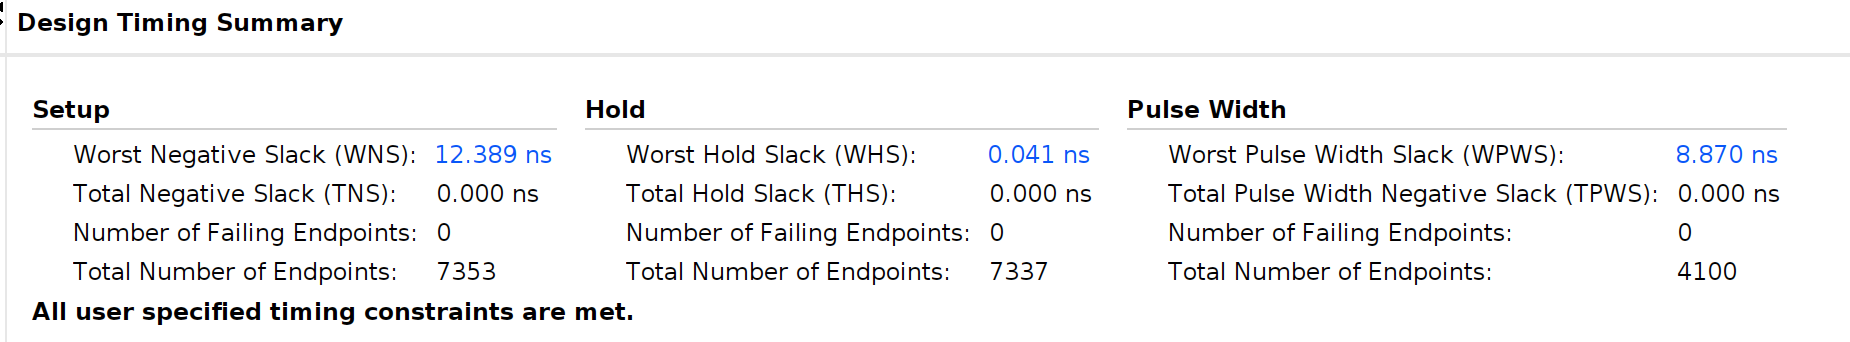 Design Timing Summary
Setup
Worst Negative Slack (WNS): 12.389 ns
Total Negative Slack (TNS): 0.000 ns
Number of Failing Endpoints: 0
Total Number of Endpoints: 7353
Hold
Worst Hold Slack (WHS): 0.041 ns
Total Hold Slack (THS): 0.000 ns
Number of Failing Endpoints: 0
Total Number of Endpoints: 7337
Pulse Width
Worst Pulse Width Slack (WPWS): 8.870 ns
Total Pulse Width Negative Slack (TPWS): 0.000 ns
Number of Failing Endpoints: 0
Total Number of Endpoints: 4100
All user specified timing constraints are met.